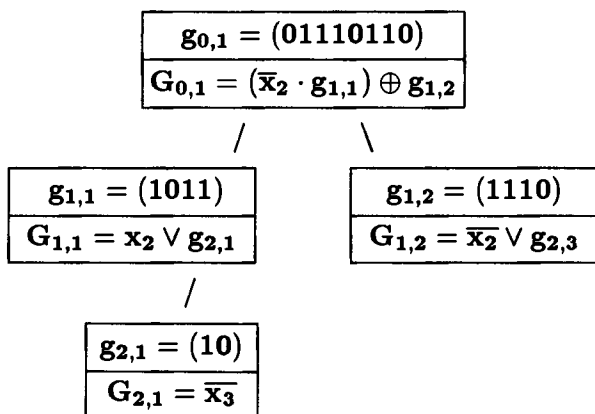 g₀,₁ = (01110110)
G₀,₁ = (x̅₂ · g₁,₁) ⊕ g₁,₂
g₁,₁ = (1011)
g₁,₂ = (1110)
G₁,₁ = x₂ ∨ g₂,₁
G₁,₂ = x̅₂ ∨ g₂,₃
g₂,₁ = (10)
G₂,₁ = x̅₃